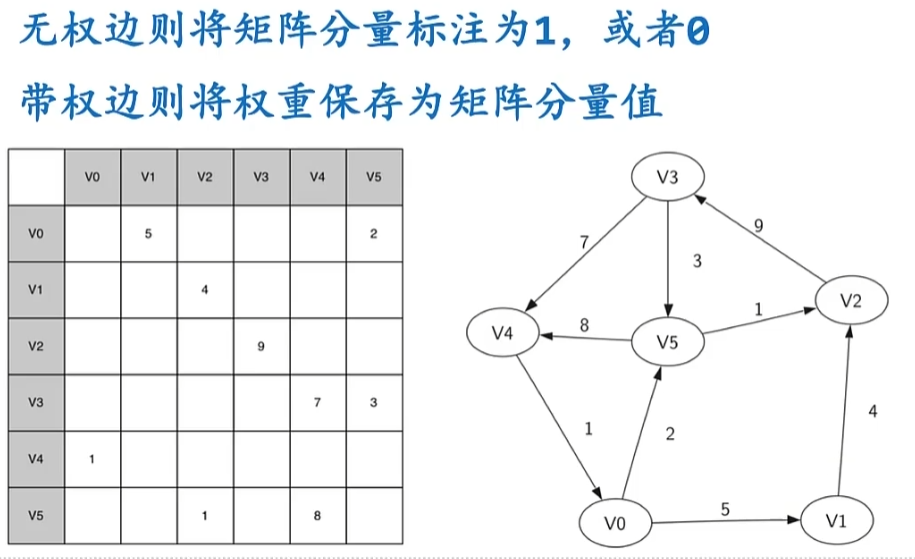 无权边则将矩阵分量标注为1，或者0
带权边则将权重保存为矩阵分量值
V0 V1 V2 V3 V4 V5
V0 5 2
V1 4
V2 9
V3 7 3
V4 1
V5 1 8
V3
9
7
3
V2
1
V4
8
V5
4
1
2
5
V0
V1